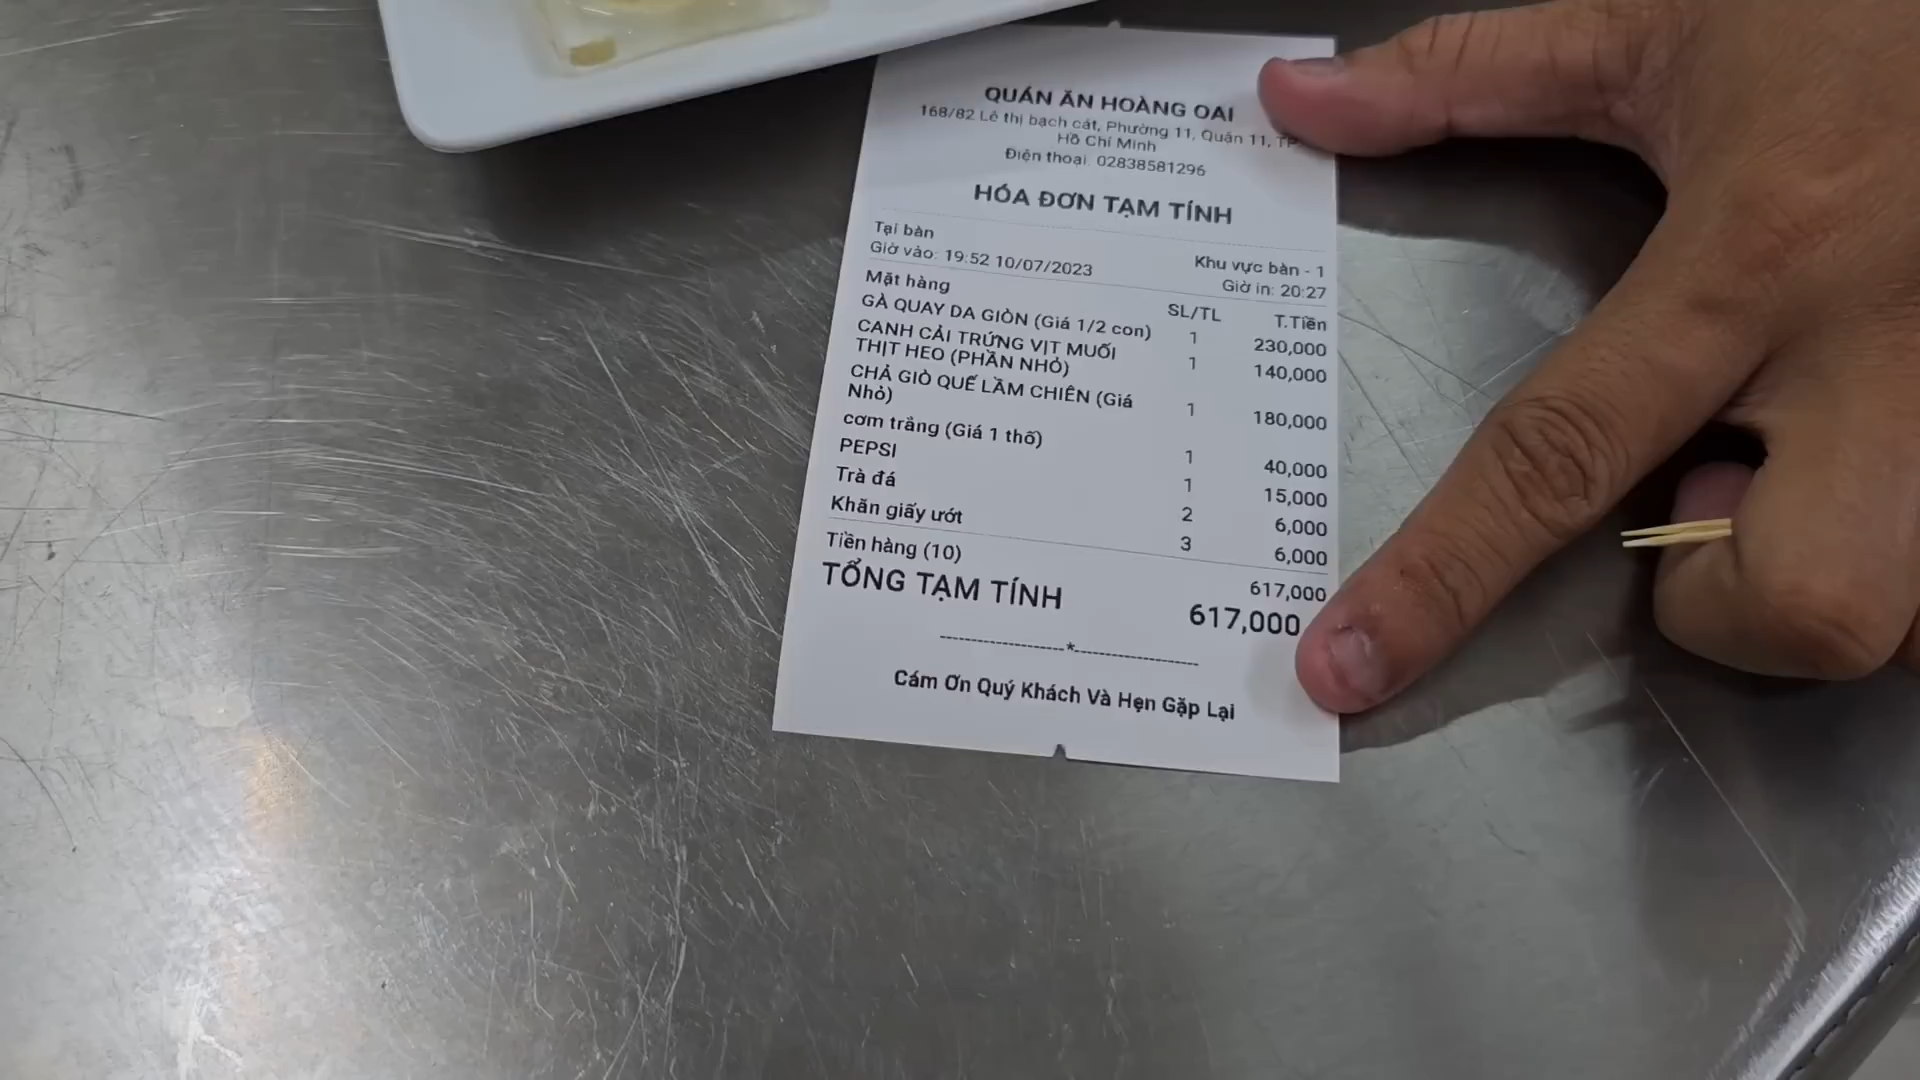 QUÁN ĂN HOÀNG OAI
168/82 Lê thị bạch cát, Phường 11, Quận 11, TP.
Hồ Chí Minh
Điện thoại: 02838581296
HÓA ĐƠN TẠM TÍNH
Tại bàn Khu vực bàn - 1
Giờ vào: 19:52 10/07/2023 Giờ in: 20:27
Mặt hàng SL/TL T.Tiền
GÀ QUAY DA GIÒN (Giá 1/2 con) 1 230,000
CANH CẢI TRỨNG VỊT MUỐI 1 140,000
THỊT HEO (PHẦN NHỎ)
CHẢ GIÒ QUẾ LÂM CHIÊN (Giá 1 180,000
Nhỏ)
cơm trắng (Giá 1 thố) 1 40,000
PEPSI 1 15,000
Trà đá 2 6,000
Khăn giấy ướt 3 6,000
Tiền hàng (10) 617,000
TỔNG TẠM TÍNH 617,000
--------------------*--------------------
Cám Ơn Quý Khách Và Hẹn Gặp Lại